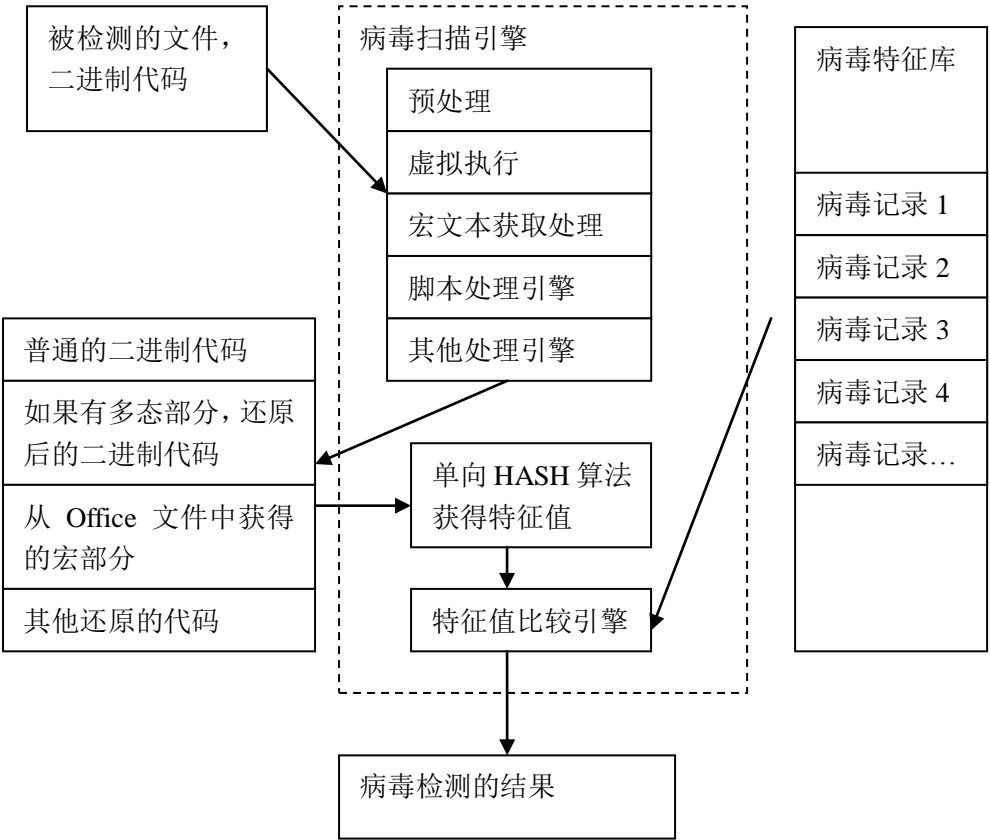 被检测的文件，
二进制代码
病毒扫描引擎
预处理
虚拟执行
宏文本获取处理
脚本处理引擎
其他处理引擎
普通的二进制代码
如果有多态部分，还原
后的二进制代码
从 Office 文件中获得
的宏部分
其他还原的代码
单向 HASH 算法
获得特征值
特征值比较引擎
病毒检测的结果
病毒特征库
病毒记录 1
病毒记录 2
病毒记录 3
病毒记录 4
病毒记录…